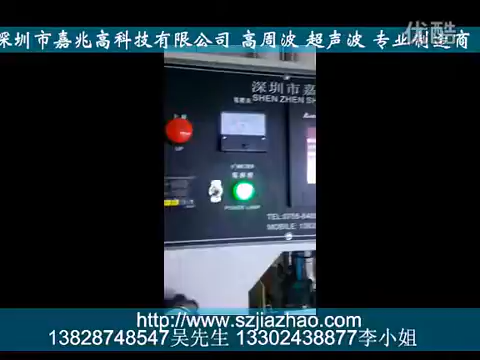 深圳市嘉兆高科技有限公司 高周波 超声波 专业制造商
优酷
深圳市嘉
SHEN ZHEN SH
UP
V°METER
POWER LAMP
TEL:0755-848
MOBILE: 1382
http://www.szjiazhao.com
13828748547吴先生 13302438877李小姐